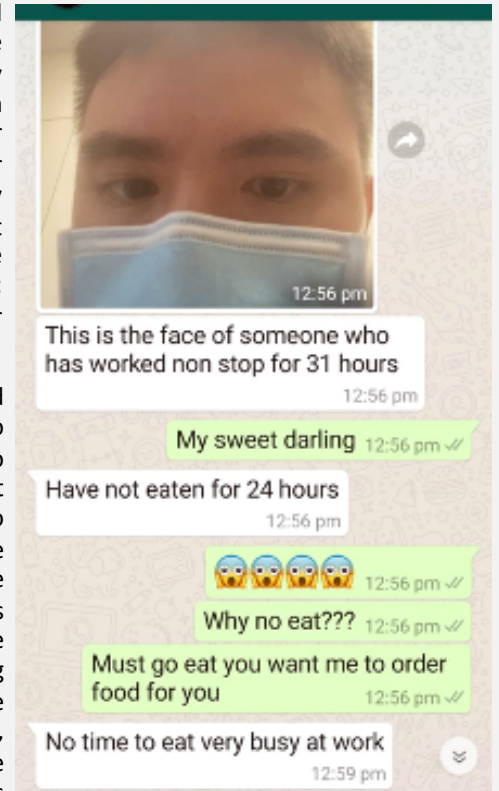 12:56 pm
This is the face of someone who
has worked non stop for 31 hours
12:56 pm
My sweet darling 12:56 pm
Have not eaten for 24 hours
12:56 pm
😱😱😱😱 12:56 pm
Why no eat??? 12:56 pm
Must go eat you want me to order
food for you 12:56 pm
No time to eat very busy at work
12:59 pm